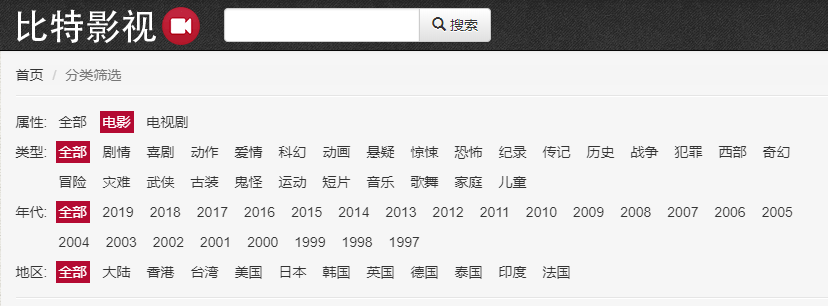 比特影视 搜索
首页 / 分类筛选
属性: 全部 电影 电视剧
类型: 全部 剧情 喜剧 动作 爱情 科幻 动画 悬疑 惊悚 恐怖 纪录 传记 历史 战争 犯罪 西部 奇幻
冒险 灾难 武侠 古装 鬼怪 运动 短片 音乐 歌舞 家庭 儿童
年代: 全部 2019 2018 2017 2016 2015 2014 2013 2012 2011 2010 2009 2008 2007 2006 2005
2004 2003 2002 2001 2000 1999 1998 1997
地区: 全部 大陆 香港 台湾 美国 日本 韩国 英国 德国 泰国 印度 法国